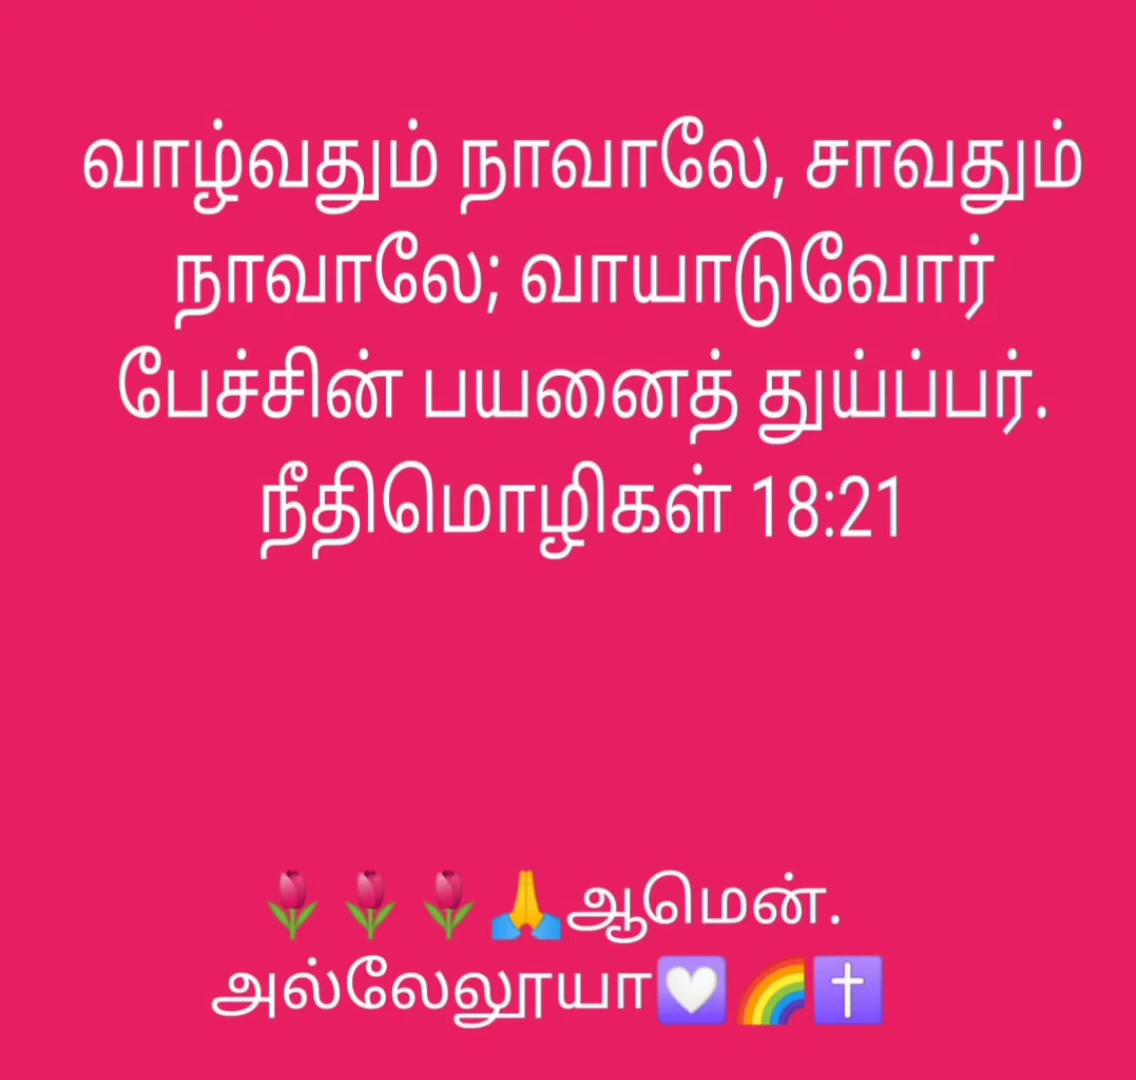 வாழ்வதும் நாவாலே, சாவதும்
நாவாலே; வாயாடுவோர்
பேச்சின் பயனைத் துய்ப்பர்.
நீதிமொழிகள் 18:21
🌷🌷🌷🙏ஆமென்.
அல்லேலூயா💟🌈✝️